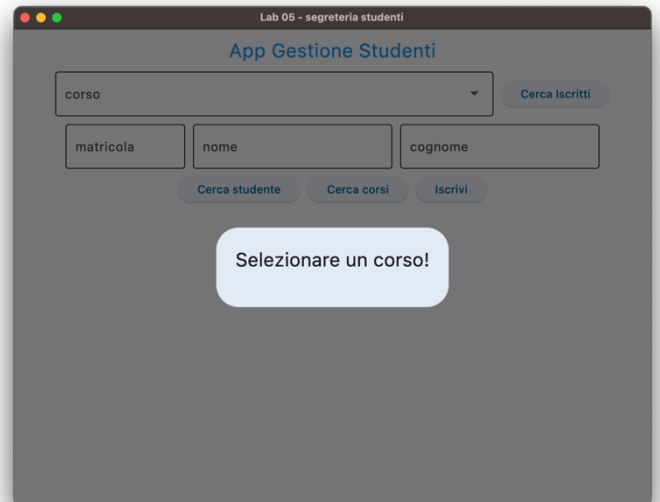 Lab 05 - segreteria studenti
App Gestione Studenti
corso
Cerca Iscritti
matricola
nome
cognome
Cerca studente
Cerca corsi
Iscrivi
Selezionare un corso!